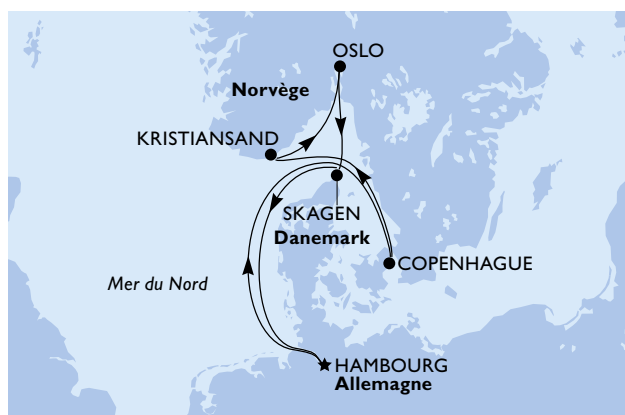 OSLO
Norvège
KRISTIANSAND
SKAGEN
Danemark
COPENHAGUE
Mer du Nord
HAMBOURG
Allemagne